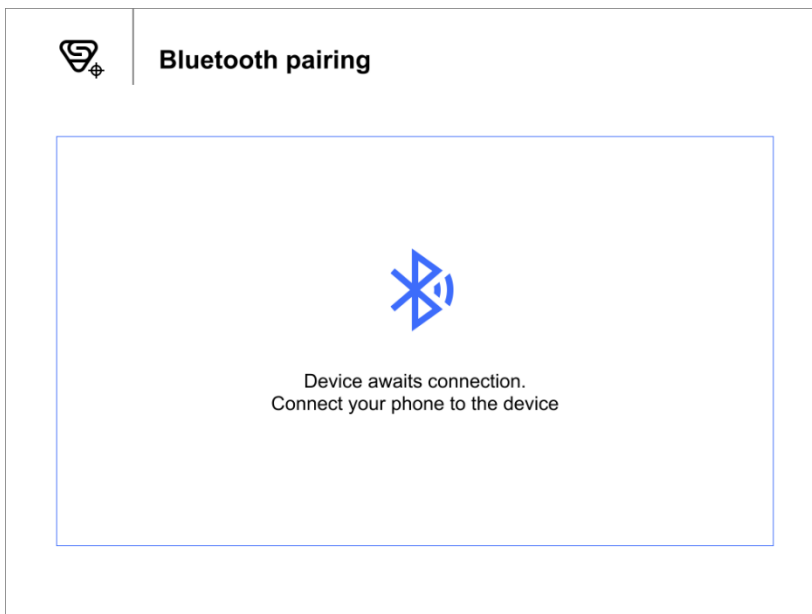 Bluetooth pairing
Device awaits connection.
Connect your phone to the device